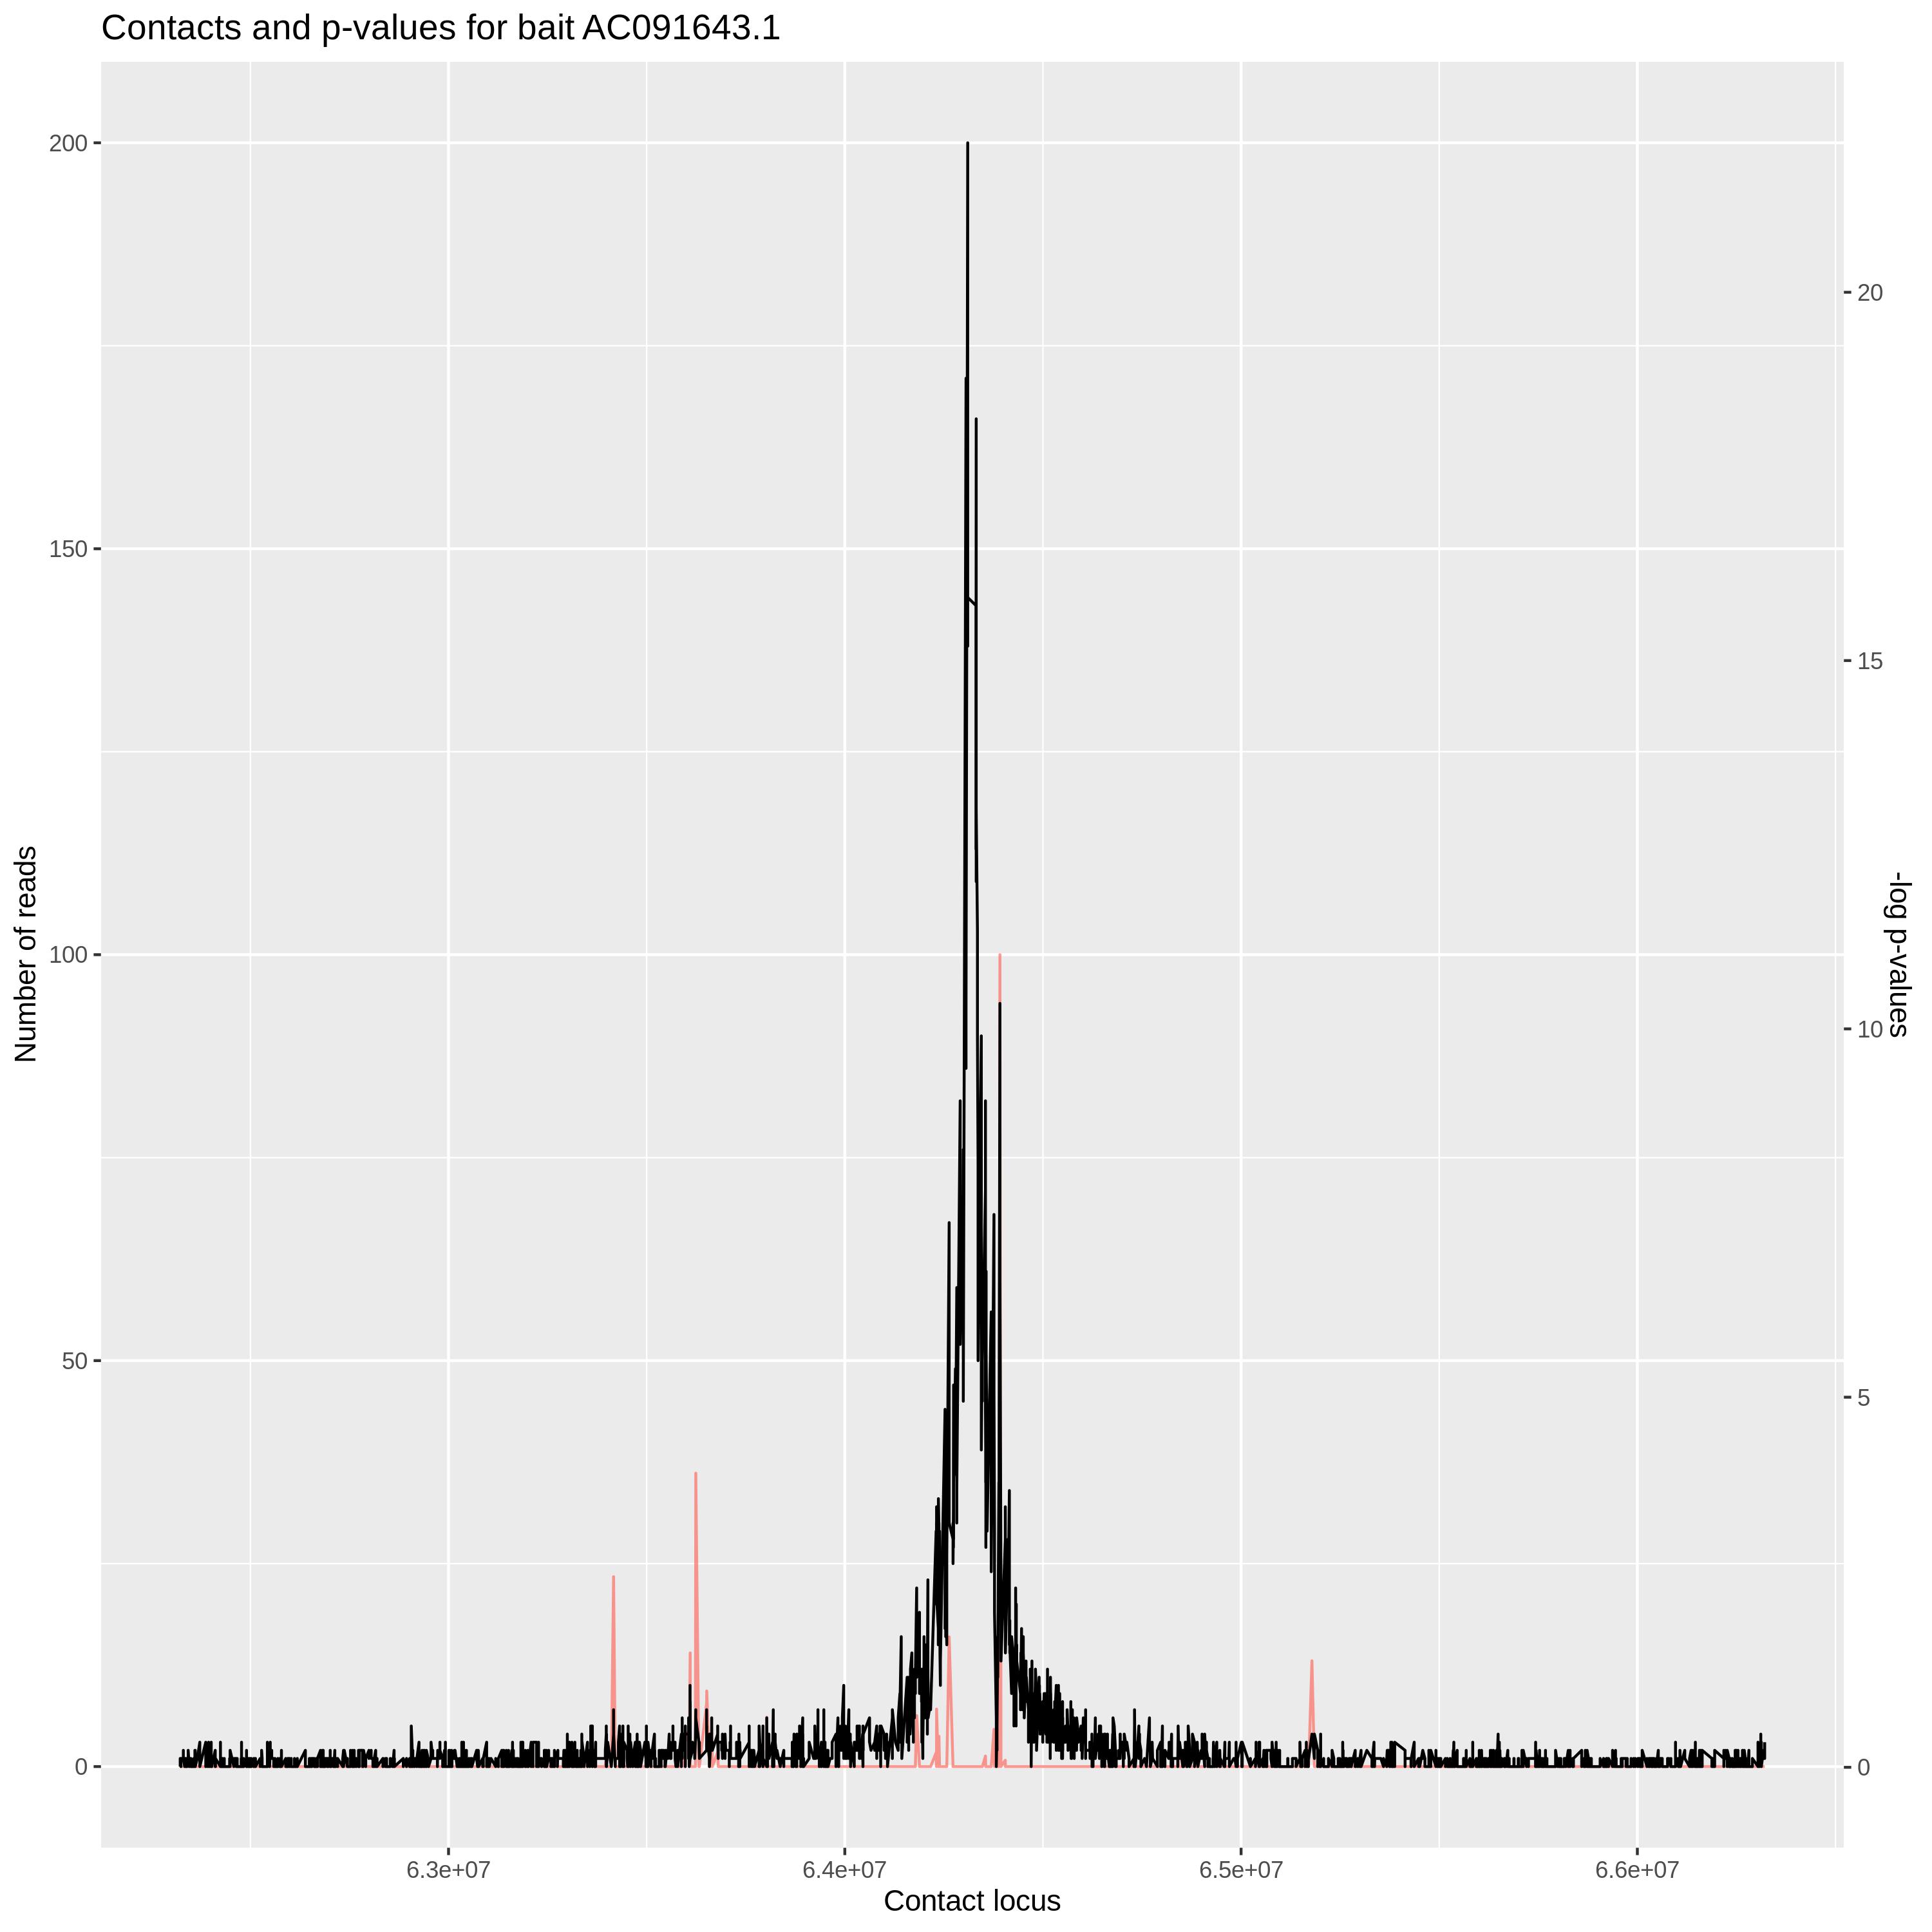 Contacts and p-values for bait AC091643.1
200
150
100
50
0
20
15
10
5
0
Number of reads
-log p-values
6.3e+07
6.4e+07
6.5e+07
6.6e+07
Contact locus